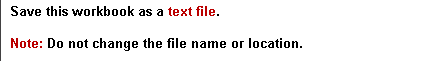 Save this workbook as a text file.
Note: Do not change the file name or location.